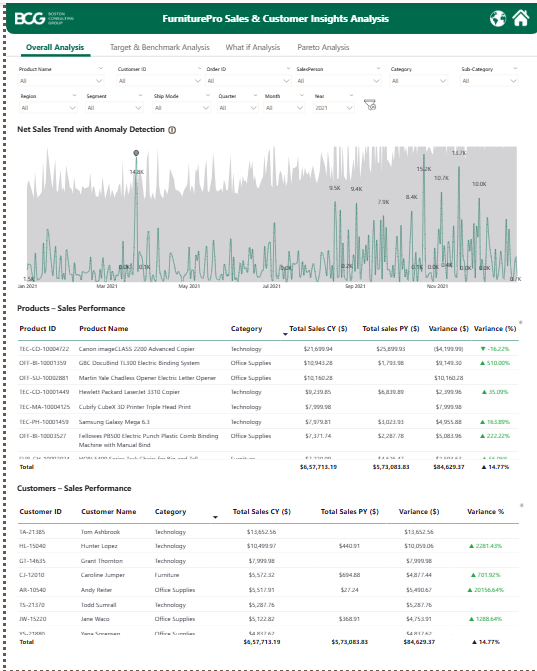 BCG BOSTON CONSULTING GROUP
FurniturePro Sales & Customer Insights Analysis
Overall Analysis Target & Benchmark Analysis What if Analysis Pareto Analysis
Product Name Customer ID Order ID SalesPerson Category Sub-Category
All All All All All All
Region Segment Ship Mode Quarter Month Year
All All All All All 2021
Net Sales Trend with Anomaly Detection
13.7K
15.2K
14.8K
10.7K
10.0K
9.5K 9.4K
8.4K
7.9K
0.1K 0.2K 0.1K 0.0K 0.4K 0.0K
Jan 2021 Mar 2021 May 2021 Jul 2021 Sep 2021 Nov 2021
Products – Sales Performance
Product ID Product Name Category Total Sales CY ($) Total sales PY ($) Variance ($) Variance (%)
TEC-CO-10004722 Canon imageCLASS 2200 Advanced Copier Technology $21,699.94 $25,899.93 ($4,199.99) ▼ -16.22%
OFF-BI-10001359 GBC DocuBind TL300 Electric Binding System Office Supplies $10,943.28 $1,793.98 $9,149.30 ▲ 510.00%
OFF-SU-10002881 Martin Yale Chadless Opener Electric Letter Opener Office Supplies $10,160.28 $10,160.28
TEC-CO-10001449 Hewlett Packard LaserJet 3310 Copier Technology $9,239.85 $6,839.89 $2,399.96 ▲ 35.09%
TEC-MA-10004125 Cubify CubeX 3D Printer Triple Head Print Technology $7,999.98 $7,999.98
TEC-PH-10001459 Samsung Galaxy Mega 6.3 Technology $7,979.81 $3,023.93 $4,955.88 ▲ 163.89%
OFF-BI-10003527 Fellowes PB500 Electric Punch Plastic Comb Binding Office Supplies $7,371.74 $2,287.78 $5,083.96 ▲ 222.22%
Machine with Manual Bind
Total $6,57,713.19 $5,73,083.83 $84,629.37 ▲ 14.77%
Customers – Sales Performance
Customer ID Customer Name Category Total Sales CY ($) Total Sales PY ($) Variance ($) Variance %
TA-21385 Tom Ashbrook Technology $13,652.56 $13,652.56
HL-15040 Hunter Lopez Technology $10,499.97 $440.91 $10,059.06 ▲ 2281.43%
GT-14635 Grant Thornton Technology $7,999.98 $7,999.98
CJ-12010 Caroline Jumper Furniture $5,572.32 $694.88 $4,877.44 ▲ 701.92%
AR-10540 Andy Reiter Office Supplies $5,517.91 $27.24 $5,490.67 ▲ 20156.64%
TS-21370 Todd Sumrall Technology $5,287.76 $5,287.76
JW-15220 Jane Waco Office Supplies $5,122.82 $368.91 $4,753.91 ▲ 1288.64%
YS-21880 Yana Sorensen Office Supplies $4,837.62 $4,837.62
Total $6,57,713.19 $5,73,083.83 $84,629.37 ▲ 14.77%